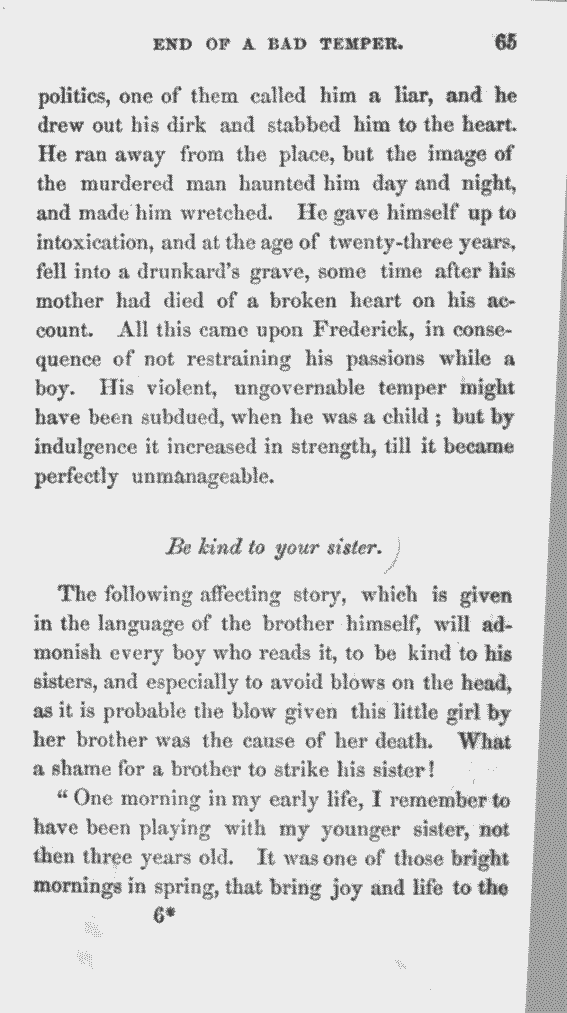 END OF A BAD TEMPER. 65
politics, one of them called him a liar, and he
drew out his dirk and stabbed him to the heart.
He ran away from the place, but the image of
the murdered man haunted him day and night,
and made him wretched. He gave himself up to
intoxication, and at the age of twenty-three years,
fell into a drunkard's grave, some time after his
mother had died of a broken heart on his ac-
count. All this came upon Frederick, in conse-
quence of not restraining his passions while a
boy. His violent, ungovernable temper might
have been subdued, when he was a child ; but by
indulgence it increased in strength, till it became
perfectly unmanageable.
Be kind to your sister.
The following affecting story, which is given
in the language of the brother himself, will ad-
monish every boy who reads it, to be kind to his
sisters, and especially to avoid blows on the head,
as it is probable the blow given this little girl by
her brother was the cause of her death. What
a shame for a brother to strike his sister!
“ One morning in my early life, I remember to
have been playing with my younger sister, not
then three years old. It was one of those bright
mornings in spring, that bring joy and life to the
6*